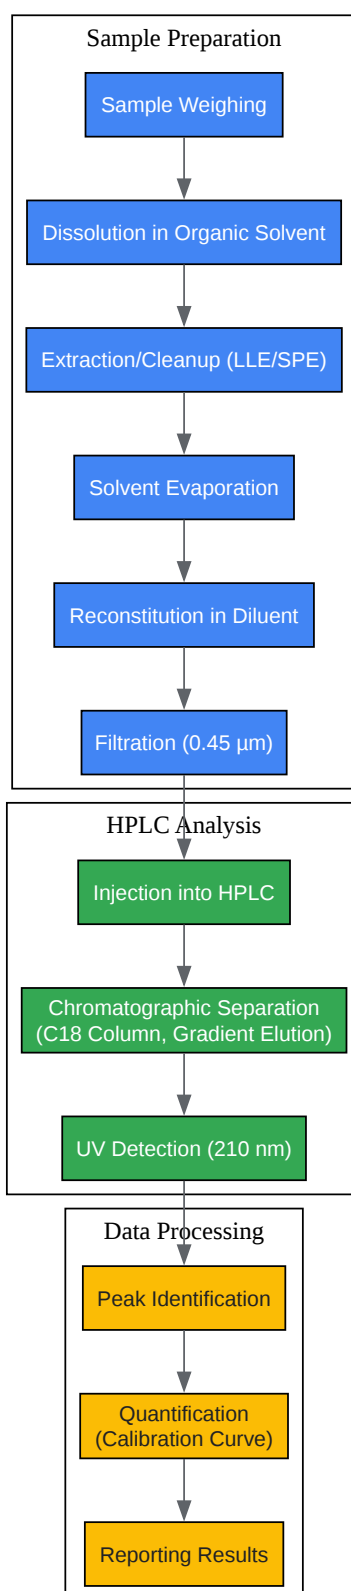 Sample Preparation
Sample Weighing
Dissolution in Organic Solvent
Extraction/Cleanup (LLE/SPE)
Solvent Evaporation
Reconstitution in Diluent
Filtration (0.45 µm)
HPLC Analysis
Injection into HPLC
Chromatographic Separation
(C18 Column, Gradient Elution)
UV Detection (210 nm)
Data Processing
Peak Identification
Quantification
(Calibration Curve)
Reporting Results